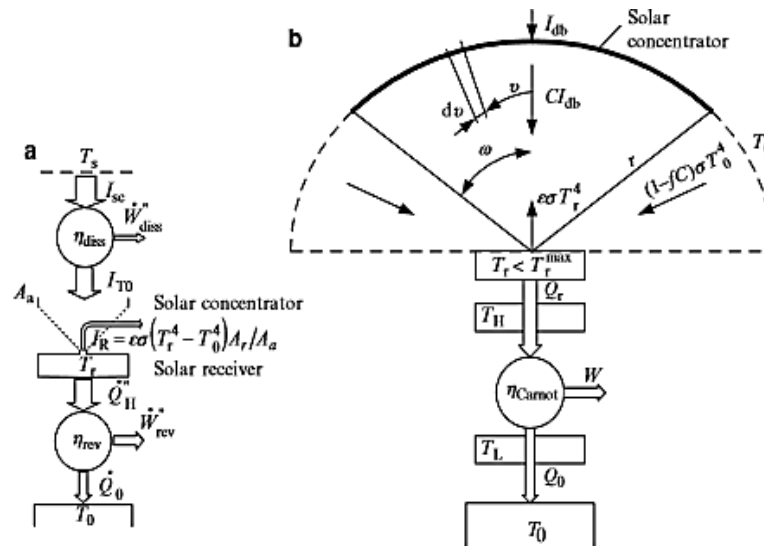 a
T_s
I_sc
Ẇ″_diss
η_diss
I_T0
A_a
Solar concentrator
I_R = εσ(T_r^4 − T_0^4)A_r/A_a
T_r
Solar receiver
Q̇″_H
η_rev
Ẇ″_rev
Q̇_0
T_0
b
I_db
Solar
concentrator
υ
dυ
CI_db
ω
r
(1−fC)σT_0^4
εσT_r^4
T_r < T_r^max
Q_r
T_H
η_Carnot
W
T_L
Q_0
T_0